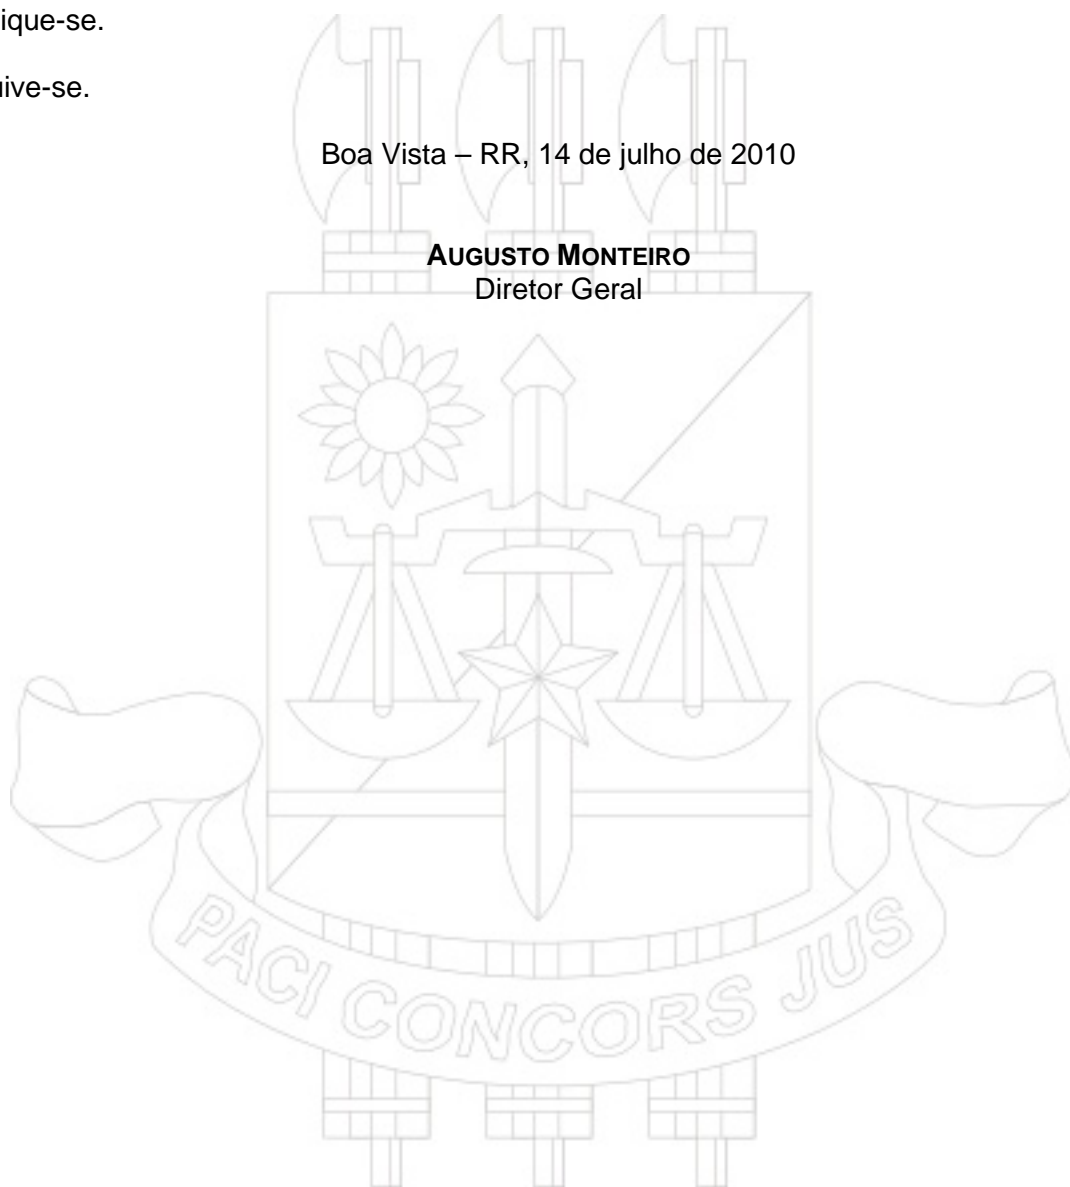 ique-se.
uive-se.
Boa Vista – RR, 14 de julho de 2010
AUGUSTO MONTEIRO
Diretor Geral
PACI CONCORS JUS